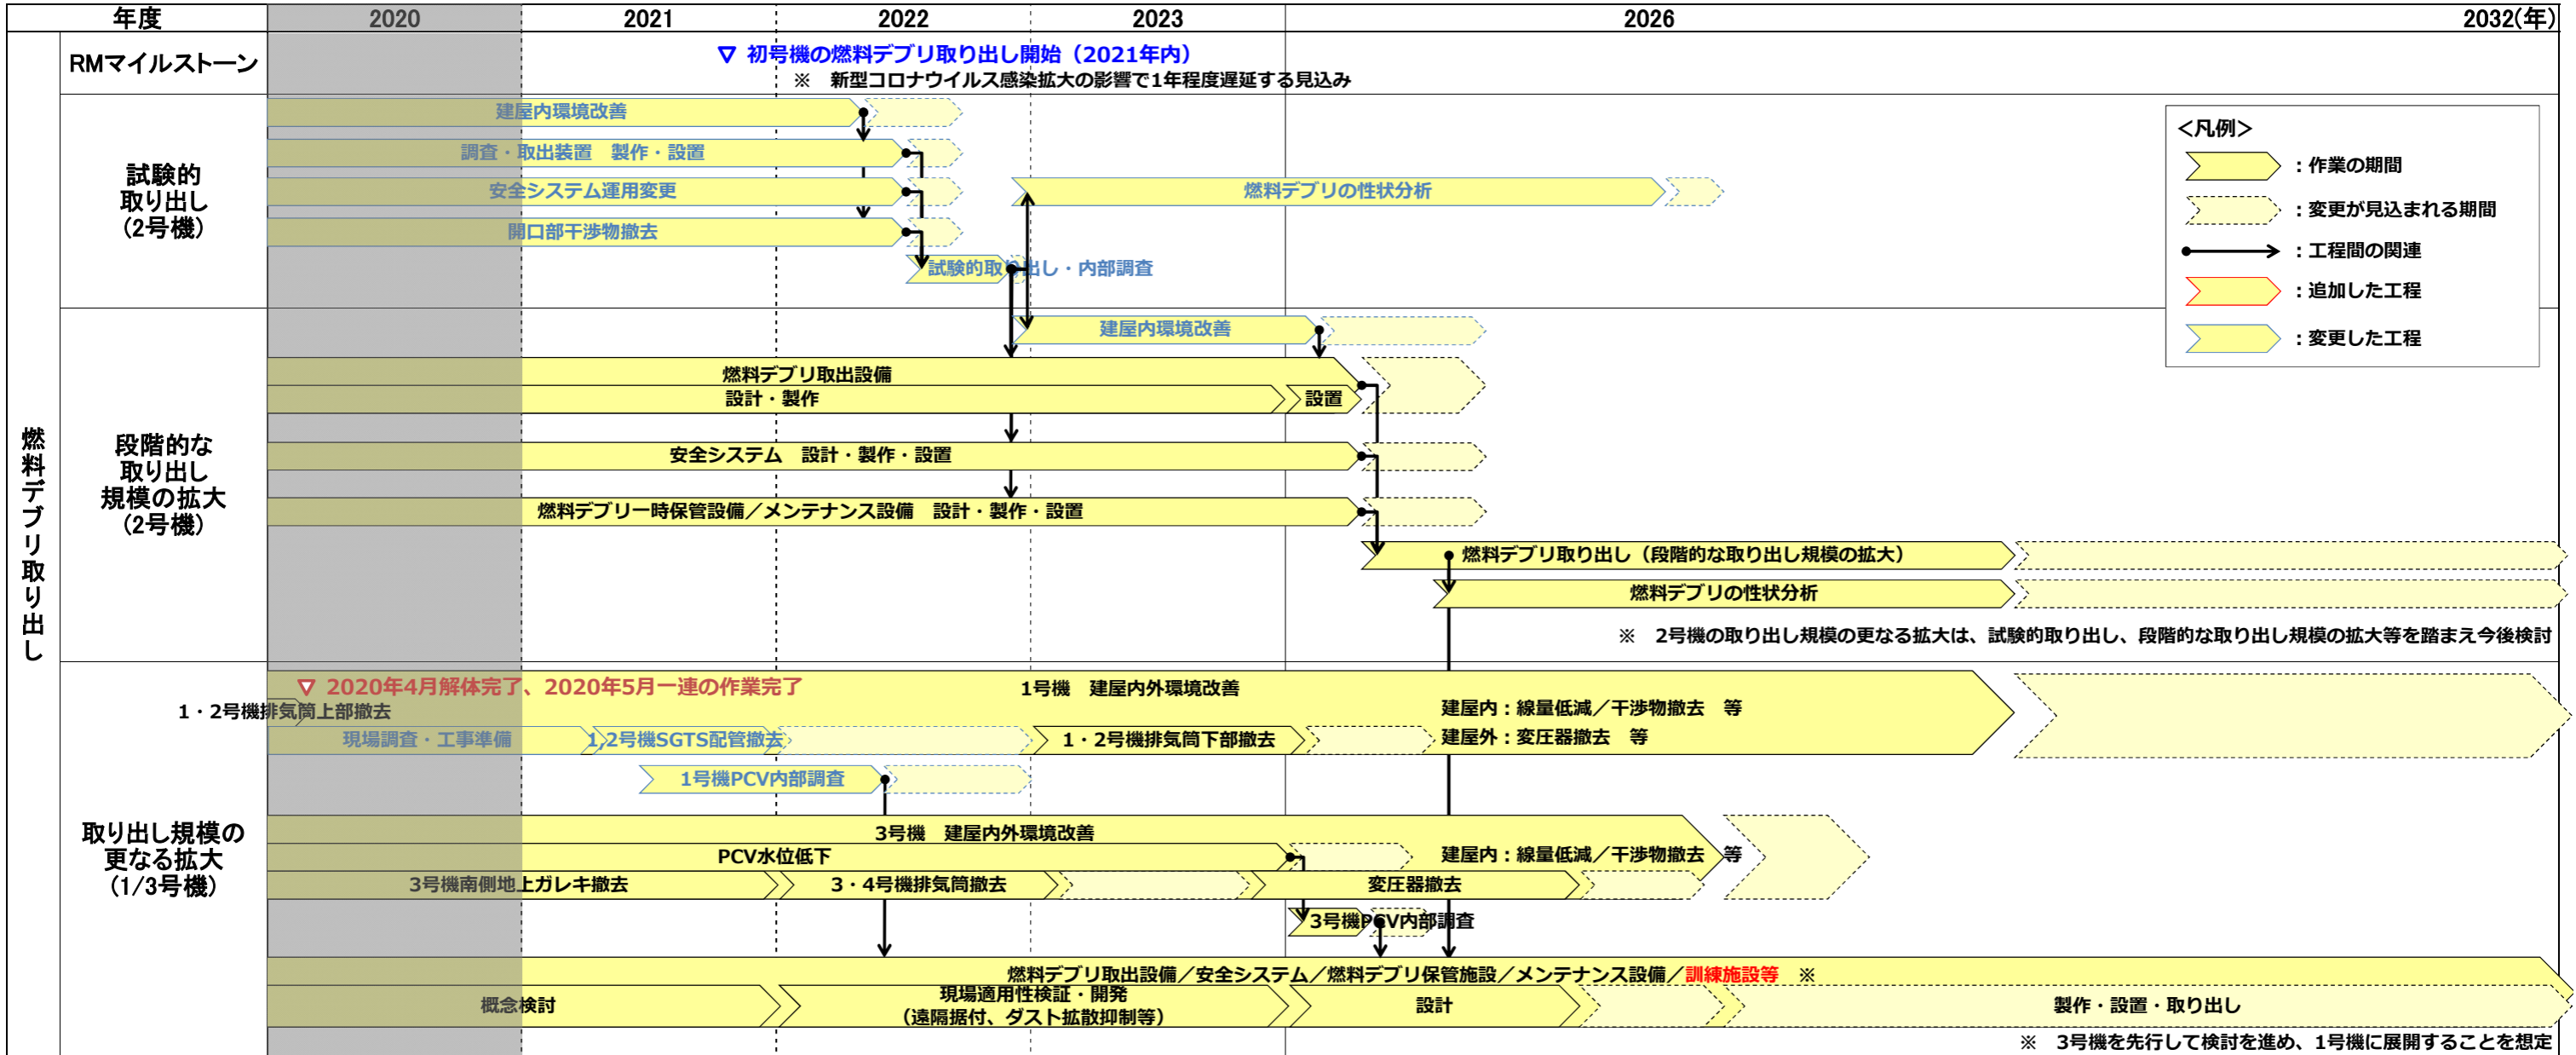 年度 2020 2021 2022 2023 2026 2032(年)
燃料デブリ取り出し
RMマイルストーン
▽ 初号機の燃料デブリ取り出し開始（2021年内）
※　新型コロナウイルス感染拡大の影響で1年程度遅延する見込み
試験的
取り出し
(2号機)
建屋内環境改善
調査・取出装置　製作・設置
安全システム運用変更
燃料デブリの性状分析
開口部干渉物撤去
試験的取り出し・内部調査
＜凡例＞
：作業の期間
：変更が見込まれる期間
：工程間の関連
：追加した工程
：変更した工程
段階的な
取り出し
規模の拡大
(2号機)
建屋内環境改善
燃料デブリ取出設備
設計・製作
設置
安全システム　設計・製作・設置
燃料デブリ一時保管設備／メンテナンス設備　設計・製作・設置
燃料デブリ取り出し（段階的な取り出し規模の拡大）
燃料デブリの性状分析
※　2号機の取り出し規模の更なる拡大は、試験的取り出し、段階的な取り出し規模の拡大等を踏まえ今後検討
取り出し規模の
更なる拡大
(1/3号機)
▽ 2020年4月解体完了、2020年5月一連の作業完了
1号機　建屋内外環境改善
1・2号機排気筒上部撤去
建屋内：線量低減／干渉物撤去　等
現場調査・工事準備
1,2号機SGTS配管撤去
1・2号機排気筒下部撤去
建屋外：変圧器撤去　等
1号機PCV内部調査
3号機　建屋内外環境改善
PCV水位低下
建屋内：線量低減／干渉物撤去　等
3号機南側地上ガレキ撤去
3・4号機排気筒撤去
変圧器撤去
3号機PCV内部調査
燃料デブリ取出設備／安全システム／燃料デブリ保管施設／メンテナンス設備／訓練施設等　※
概念検討
現場適用性検証・開発
（遠隔据付、ダスト拡散抑制等）
設計
製作・設置・取り出し
※　3号機を先行して検討を進め、1号機に展開することを想定